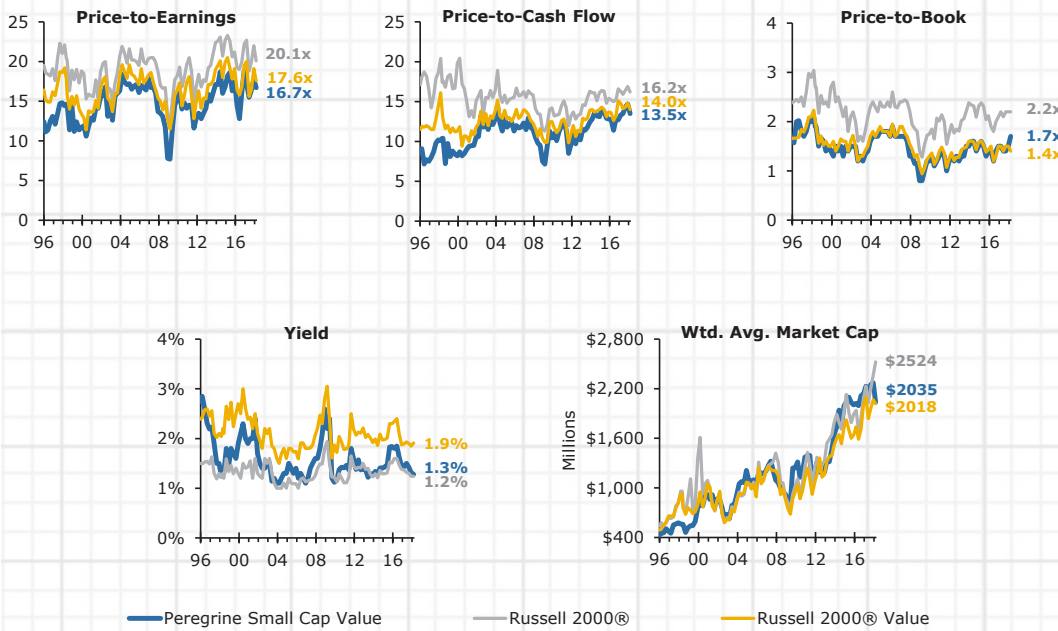 Price-to-Earnings
25
20
15
10
5
0
96 00 04 08 12 16
20.1x
17.6x
16.7x
Price-to-Cash Flow
25
20
15
10
5
0
96 00 04 08 12 16
16.2x
14.0x
13.5x
Price-to-Book
4
3
2
1
0
96 00 04 08 12 16
2.2x
1.7x
1.4x
Yield
4%
3%
2%
1%
0%
96 00 04 08 12 16
1.9%
1.3%
1.2%
Wtd. Avg. Market Cap
Millions
$2,800
$2,200
$1,600
$1,000
$400
96 00 04 08 12 16
$2524
$2035
$2018
Peregrine Small Cap Value Russell 2000® Russell 2000® Value